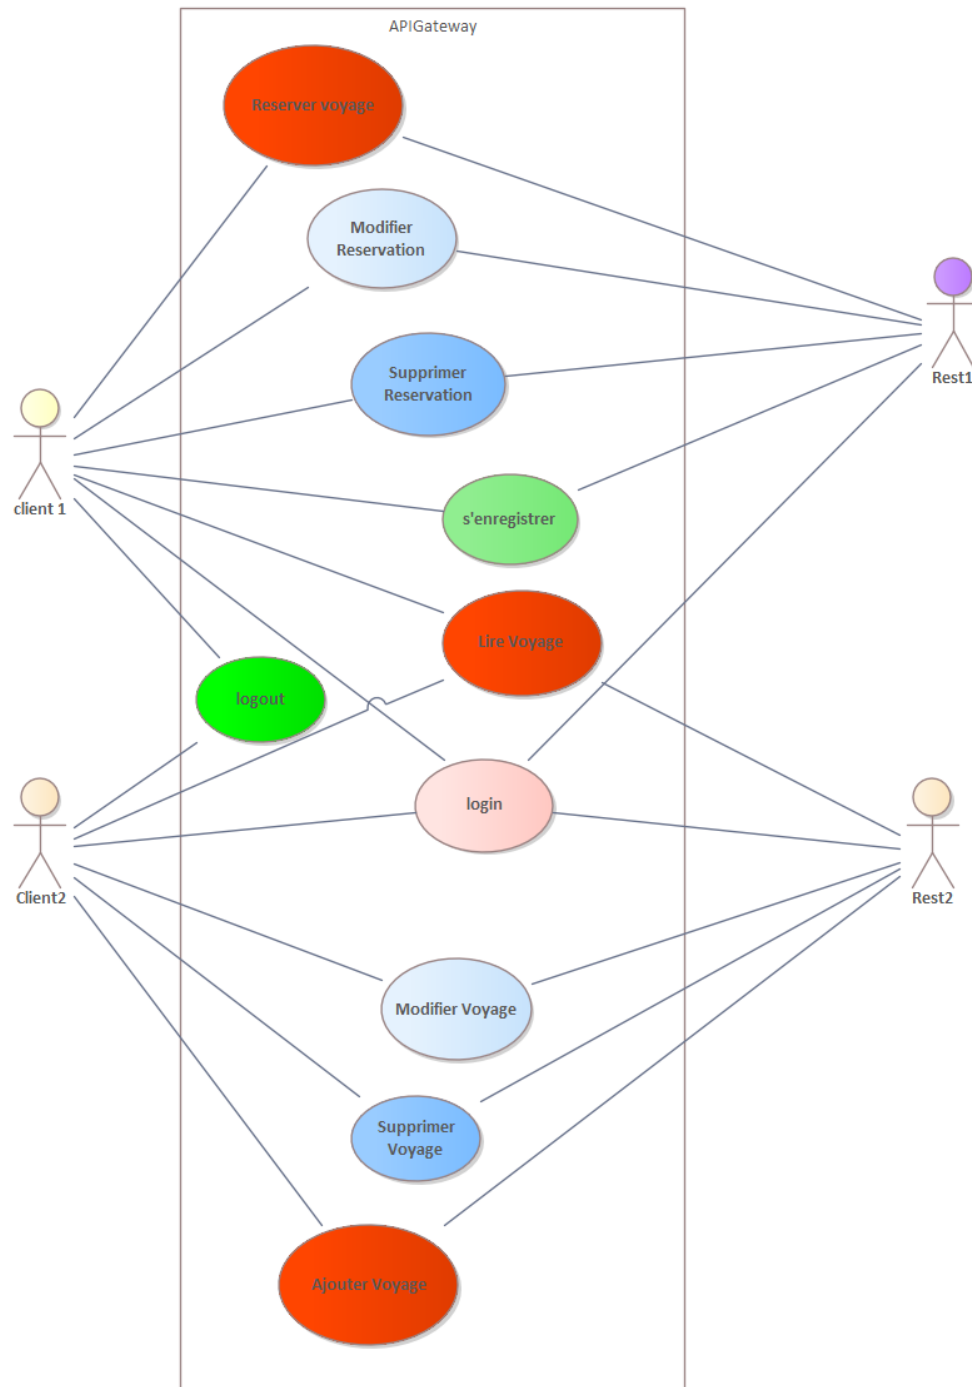 APIGateway
Reserver voyage
Modifier
Reservation
Rest1
Supprimer
Reservation
client 1
s'enregistrer
Lire Voyage
logout
login
Client2
Rest2
Modifier Voyage
Supprimer
Voyage
Ajouter Voyage